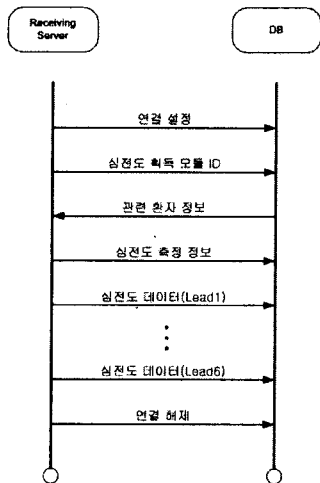 Receiving
Server
DB
연결 설정
심전도 획득 모듈 ID
관련 환자 정보
심전도 측정 정보
심전도 데이터(Lead1)
심전도 데이터(Lead6)
연결 해제